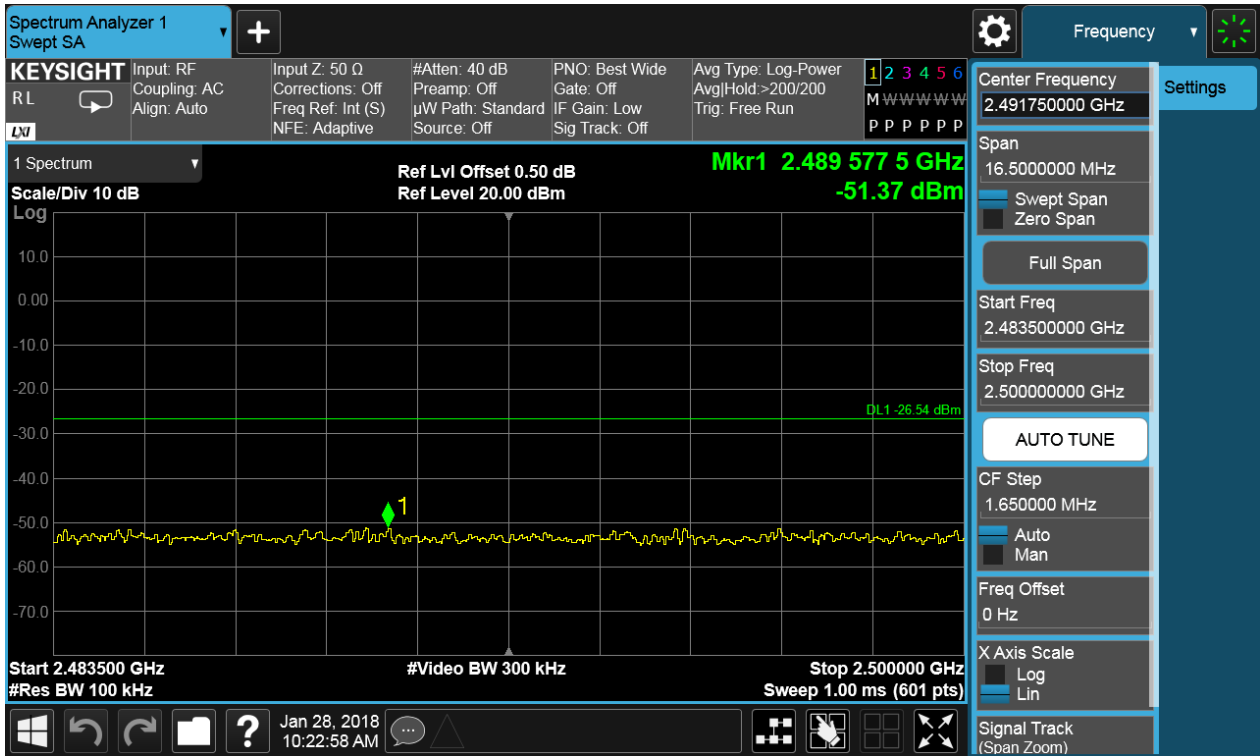 Spectrum Analyzer 1
Swept SA
+
Frequency
KEYSIGHT
R L
LXI
Input: RF
Coupling: AC
Align: Auto
Input Z: 50 Ω
Corrections: Off
Freq Ref: Int (S)
NFE: Adaptive
#Atten: 40 dB
Preamp: Off
µW Path: Standard
Source: Off
PNO: Best Wide
Gate: Off
IF Gain: Low
Sig Track: Off
Avg Type: Log-Power
Avg|Hold:>200/200
Trig: Free Run
1 2 3 4 5 6
M W W W W W
P P P P P P
1 Spectrum
Scale/Div 10 dB
Ref Lvl Offset 0.50 dB
Ref Level 20.00 dBm
Mkr1 2.489 577 5 GHz
-51.37 dBm
Log
10.0
0.00
-10.0
-20.0
DL1 -26.54 dBm
-30.0
-40.0
1
-50.0
-60.0
-70.0
Start 2.483500 GHz
#Video BW 300 kHz
Stop 2.500000 GHz
#Res BW 100 kHz
Sweep 1.00 ms (601 pts)
?
Jan 28, 2018
10:22:58 AM
Center Frequency
2.491750000 GHz
Settings
Span
16.5000000 MHz
Swept Span
Zero Span
Full Span
Start Freq
2.483500000 GHz
Stop Freq
2.500000000 GHz
AUTO TUNE
CF Step
1.650000 MHz
Auto
Man
Freq Offset
0 Hz
X Axis Scale
Log
Lin
Signal Track
(Span Zoom)